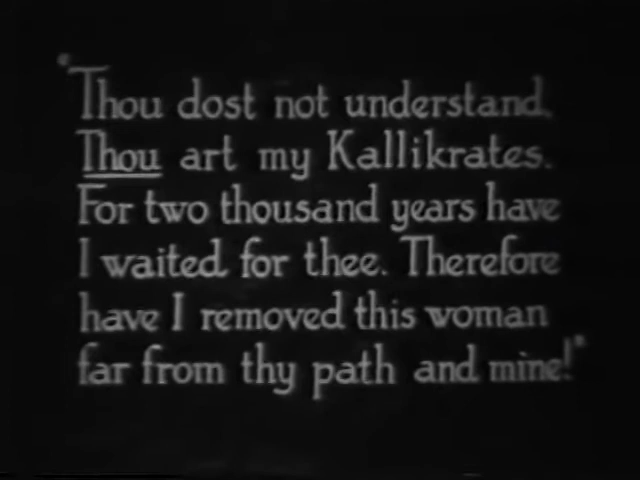 "Thou dost not understand.
Thou art my Kallikrates.
For two thousand years have
I waited for thee. Therefore
have I removed this woman
far from thy path and mine!"